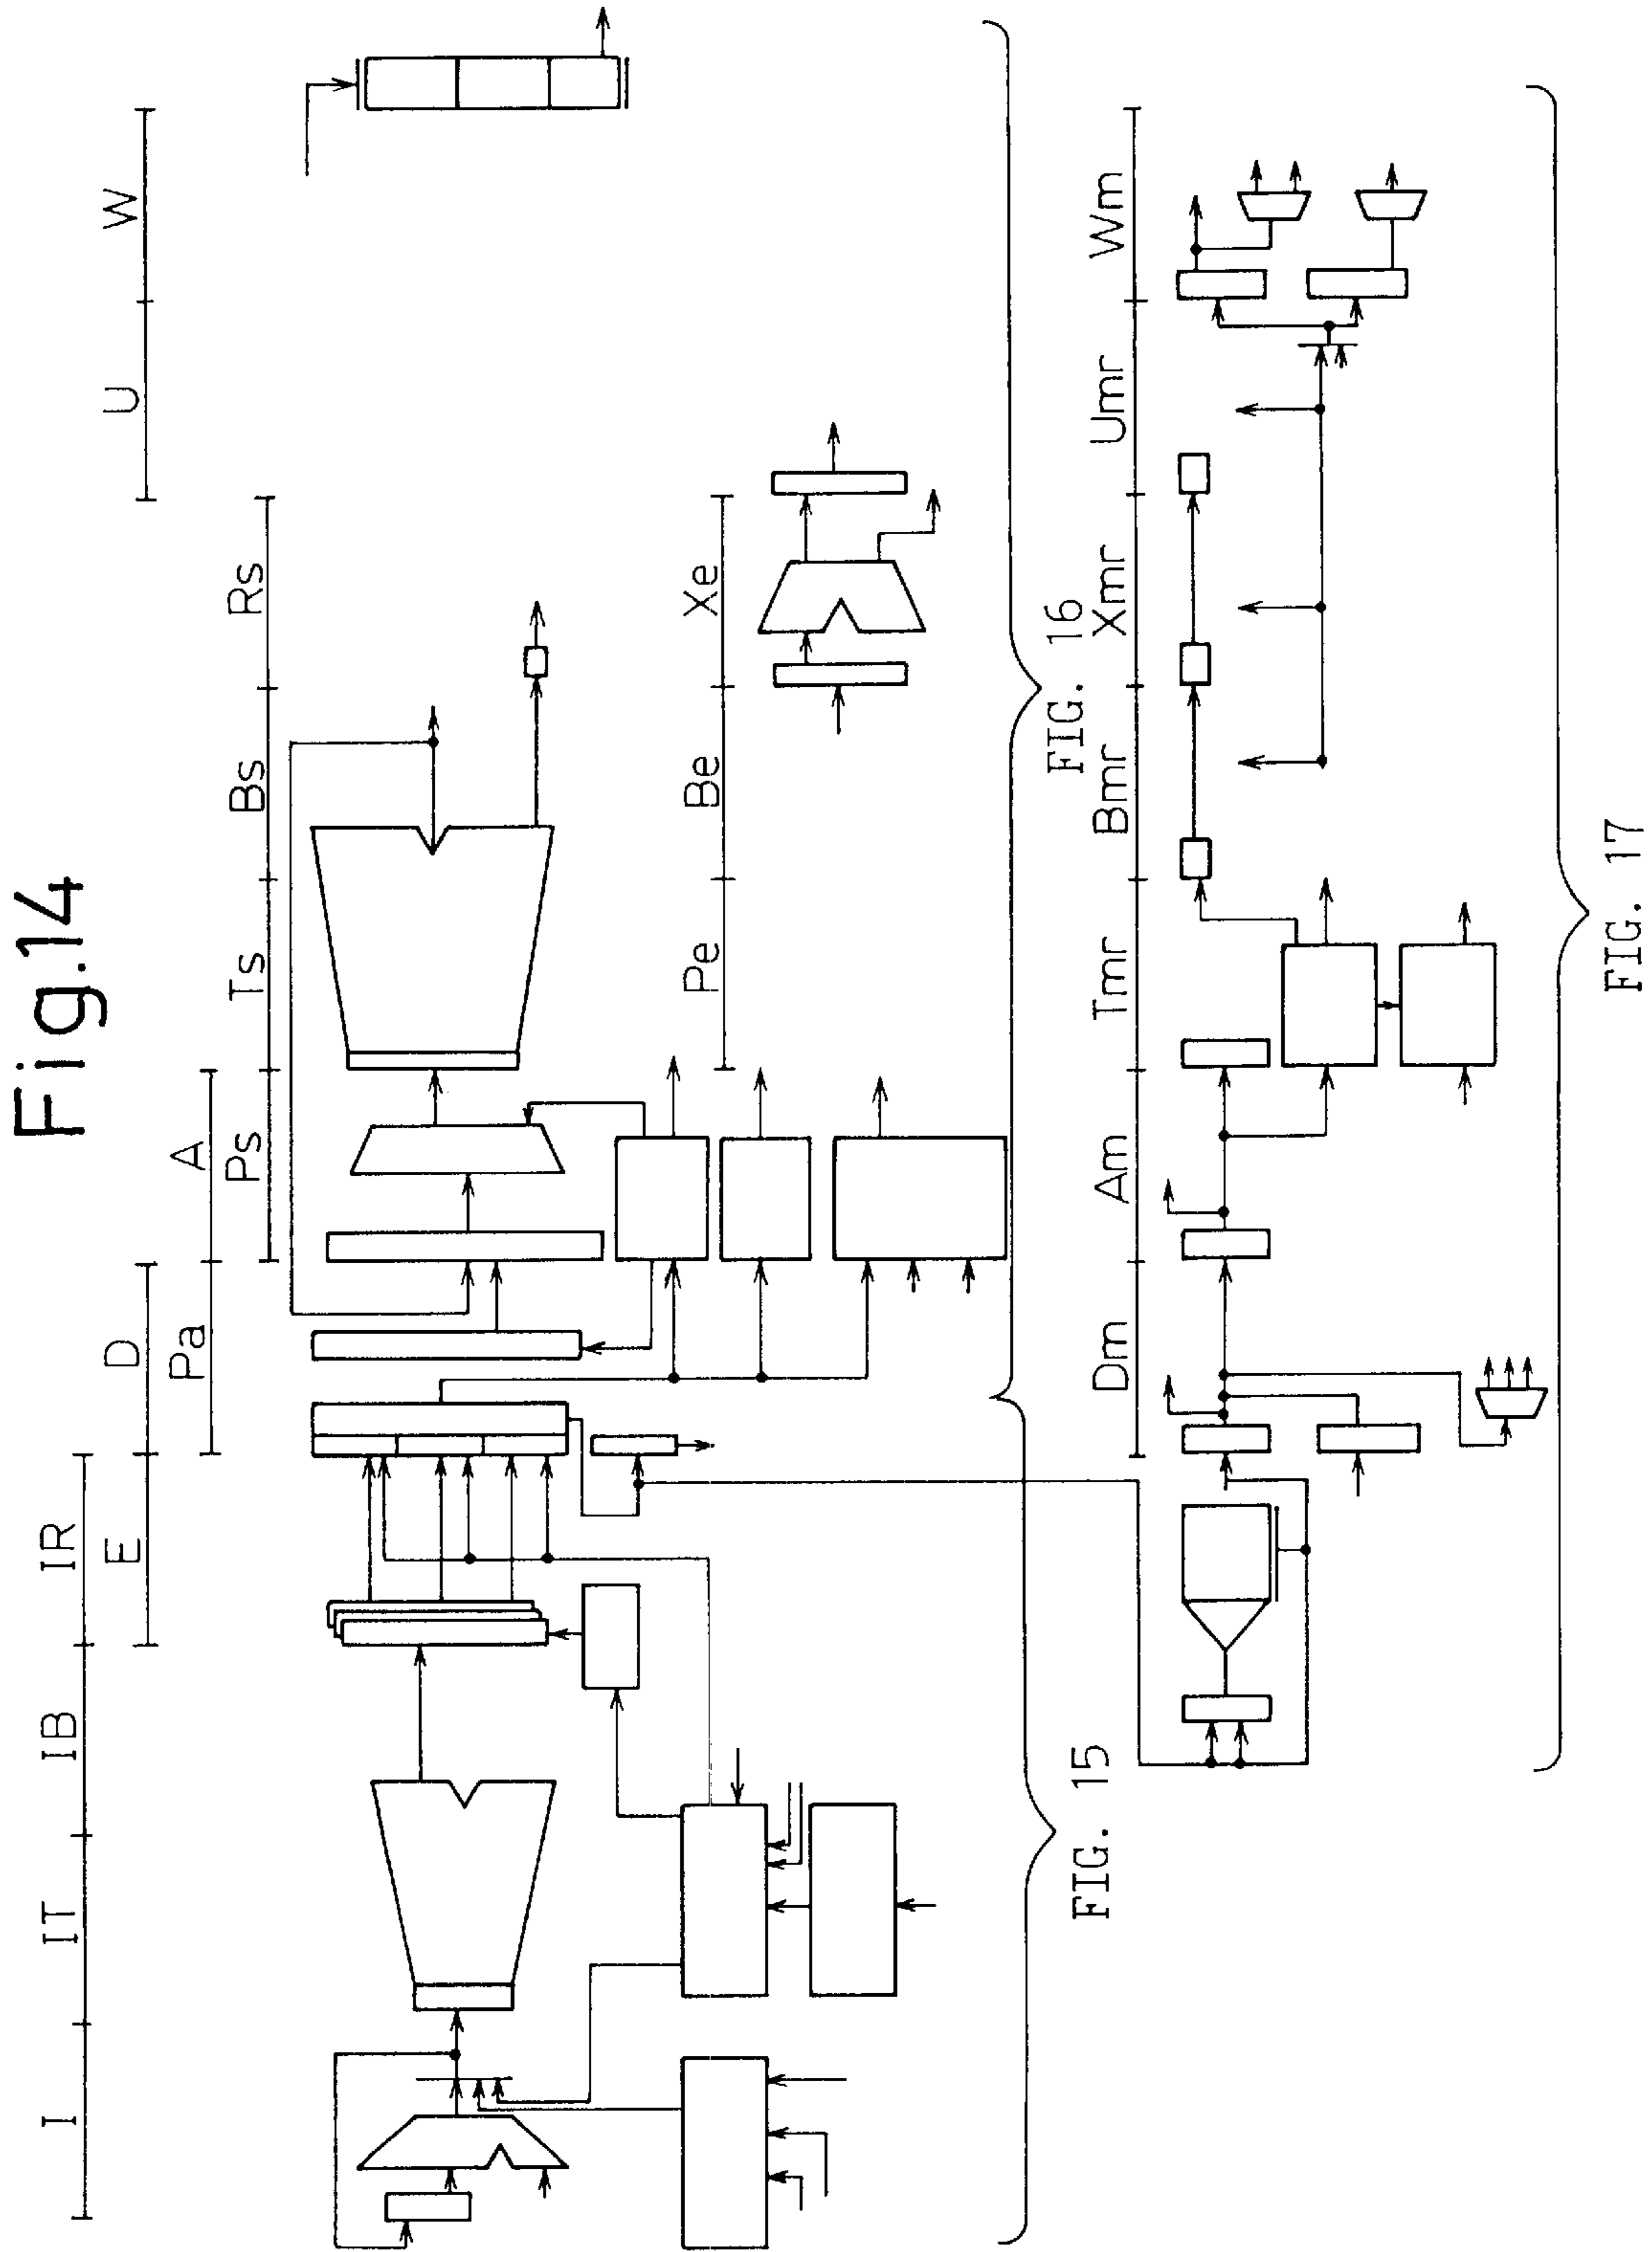 Fig.14
I IT IB IR
E D U W
Pa A
Ps Ts Bs Rs
Pe Be Xe
FIG. 15
FIG. 16
Dm Am Tmr Bmr Xmr Umr Wm
FIG. 17